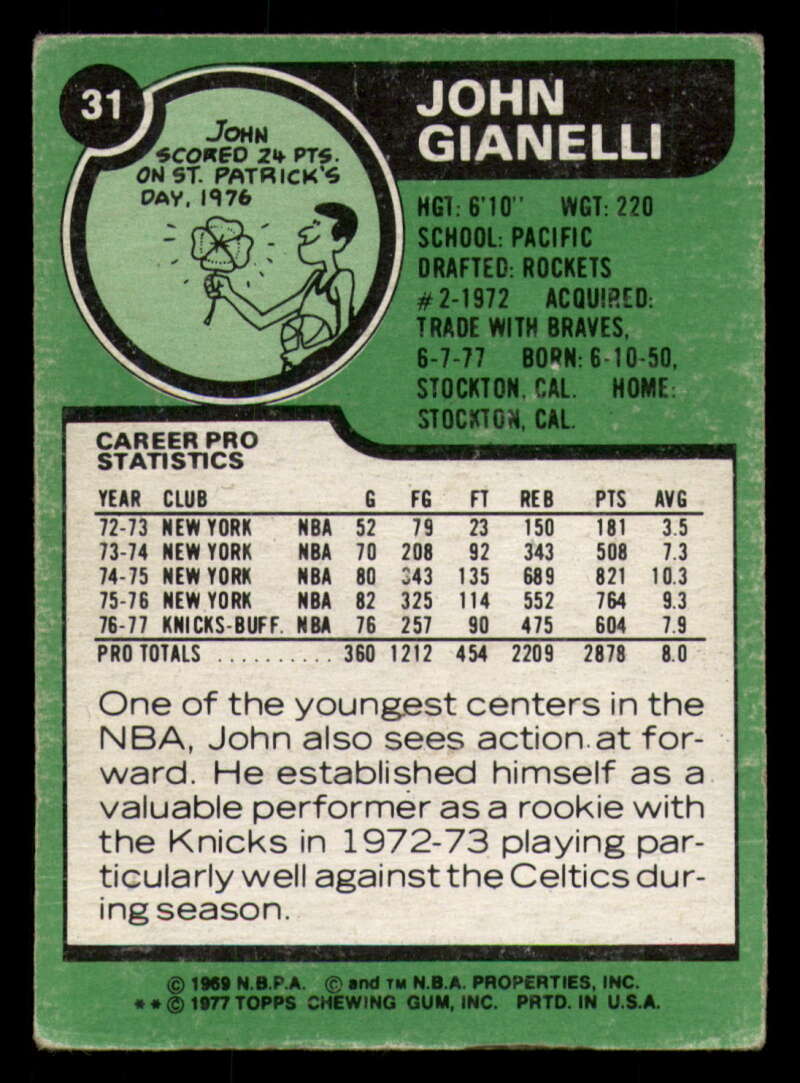 31
JOHN
GIANELLI
JOHN
SCORED 24 PTS.
ON ST. PATRICK'S
DAY, 1976
HGT: 6'10" WGT: 220
SCHOOL: PACIFIC
DRAFTED: ROCKETS
#2-1972 ACQUIRED:
TRADE WITH BRAVES,
6-7-77 BORN: 6-10-50,
STOCKTON, CAL. HOME:
STOCKTON, CAL.
CAREER PRO
STATISTICS
YEAR CLUB G FG FT REB PTS AVG
72-73 NEW YORK NBA 52 79 23 150 181 3.5
73-74 NEW YORK NBA 70 208 92 343 508 7.3
74-75 NEW YORK NBA 80 343 135 689 821 10.3
75-76 NEW YORK NBA 82 325 114 552 764 9.3
76-77 KNICKS-BUFF. NBA 76 257 90 475 604 7.9
PRO TOTALS .......... 360 1212 454 2209 2878 8.0
One of the youngest centers in the
NBA, John also sees action at for-
ward. He established himself as a
valuable performer as a rookie with
the Knicks in 1972-73 playing par-
ticularly well against the Celtics dur-
ing season.
© 1969 N.B.P.A. © and TM N.B.A. PROPERTIES, INC.
**© 1977 TOPPS CHEWING GUM, INC. PRTD. IN U.S.A.